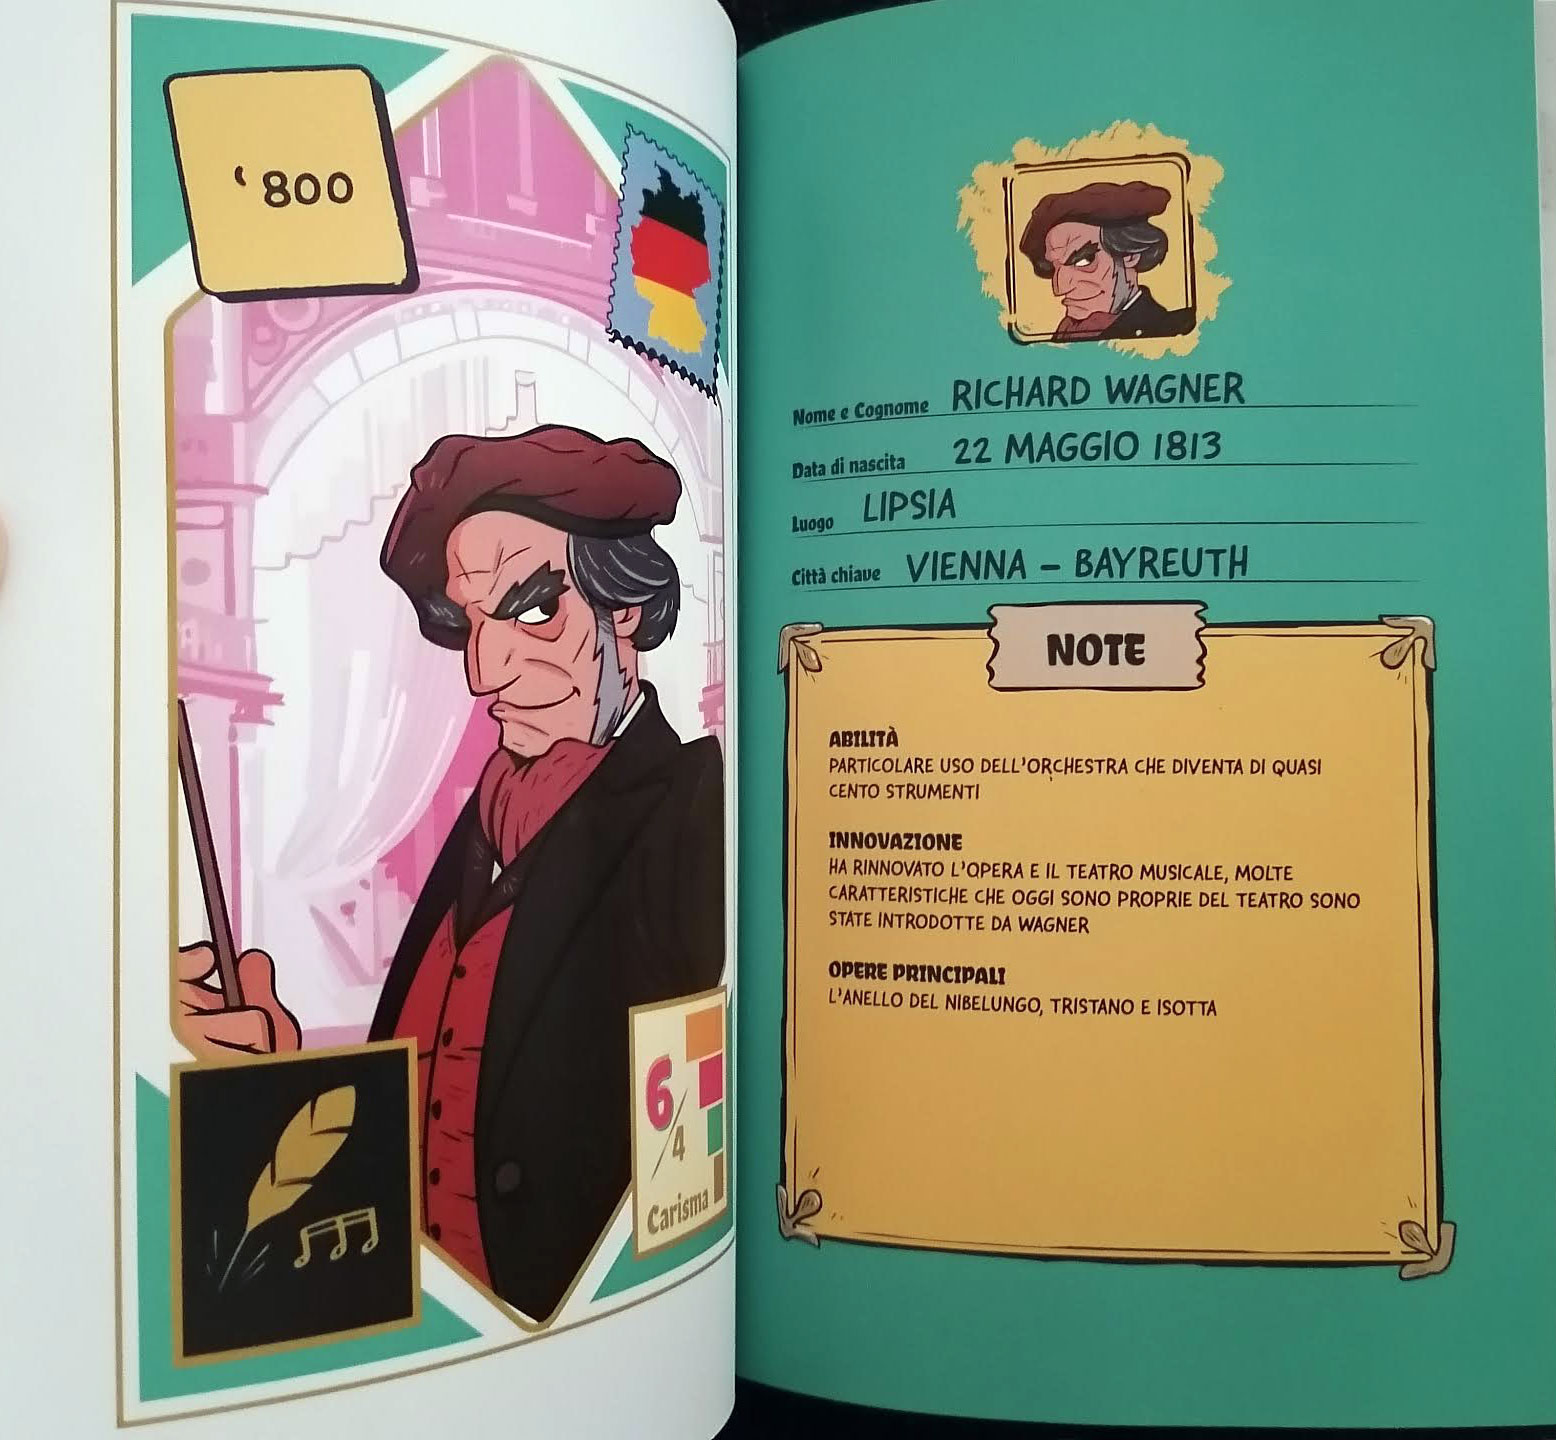 ‘800
6/4
Carisma
Nome e Cognome RICHARD WAGNER
Data di nascita 22 MAGGIO 1813
Luogo LIPSIA
Città chiave VIENNA – BAYREUTH
NOTE
ABILITÀ
PARTICOLARE USO DELL'ORCHESTRA CHE DIVENTA DI QUASI
CENTO STRUMENTI
INNOVAZIONE
HA RINNOVATO L'OPERA E IL TEATRO MUSICALE, MOLTE
CARATTERISTICHE CHE OGGI SONO PROPRIE DEL TEATRO SONO
STATE INTRODOTTE DA WAGNER
OPERE PRINCIPALI
L'ANELLO DEL NIBELUNGO, TRISTANO E ISOTTA